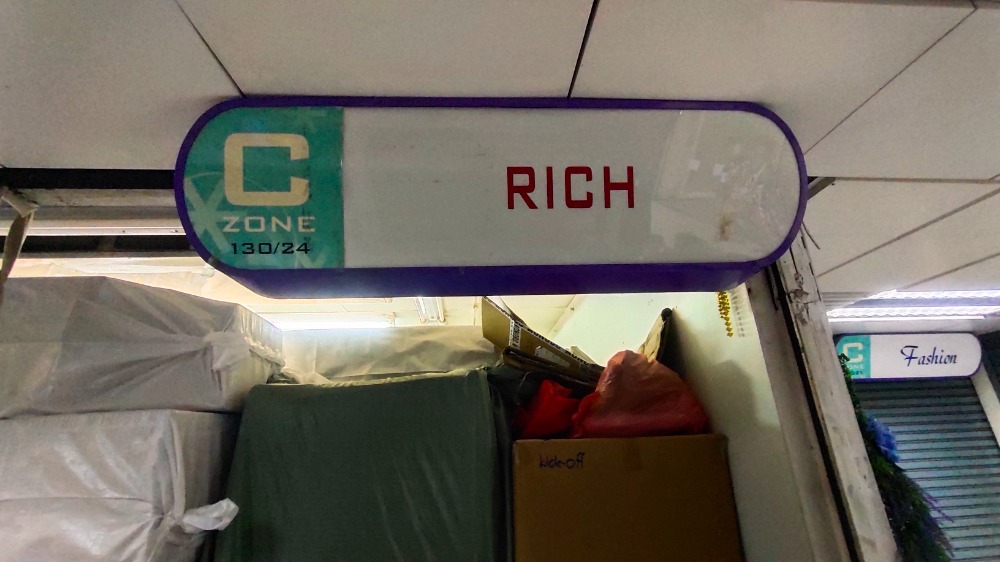 C
ZONE
130/24
RICH
C
Fashion
kick-off